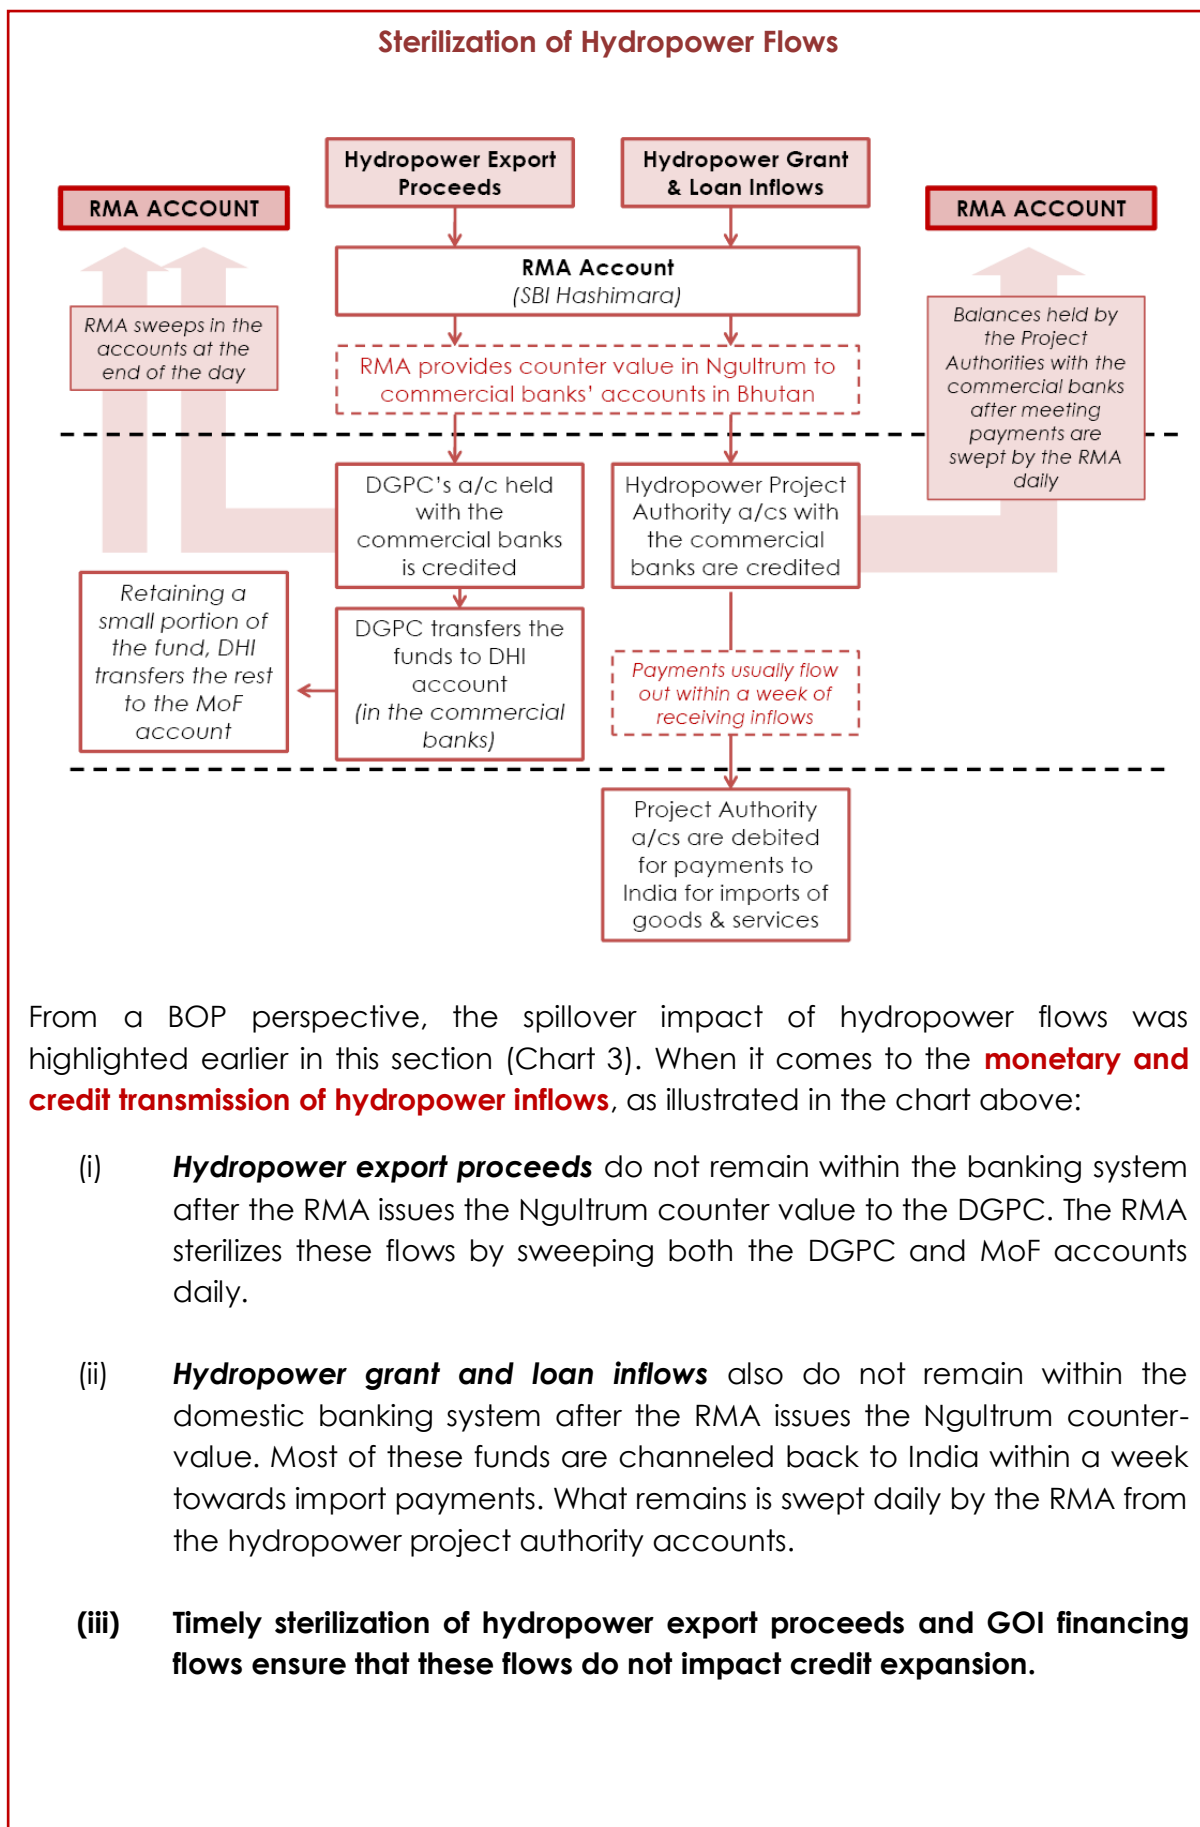 Sterilization of Hydropower Flows
Hydropower Export
Proceeds
Hydropower Grant
& Loan Inflows
RMA ACCOUNT
RMA ACCOUNT
RMA Account
(SBI Hashimara)
RMA sweeps in the
accounts at the
end of the day
Balances held by
the Project
Authorities with the
commercial banks
after meeting
payments are
swept by the RMA
daily
RMA provides counter value in Ngultrum to
commercial banks’ accounts in Bhutan
DGPC’s a/c held
with the
commercial banks
is credited
Hydropower Project
Authority a/cs with
the commercial
banks are credited
Retaining a
small portion of
the fund, DHI
transfers the rest
to the MoF
account
DGPC transfers the
funds to DHI
account
(in the commercial
banks)
Payments usually flow
out within a week of
receiving inflows
Project Authority
a/cs are debited
for payments to
India for imports of
goods & services
From a BOP perspective, the spillover impact of hydropower flows was
highlighted earlier in this section (Chart 3). When it comes to the monetary and
credit transmission of hydropower inflows, as illustrated in the chart above:
(i) Hydropower export proceeds do not remain within the banking system
after the RMA issues the Ngultrum counter value to the DGPC. The RMA
sterilizes these flows by sweeping both the DGPC and MoF accounts
daily.
(ii) Hydropower grant and loan inflows also do not remain within the
domestic banking system after the RMA issues the Ngultrum counter-
value. Most of these funds are channeled back to India within a week
towards import payments. What remains is swept daily by the RMA from
the hydropower project authority accounts.
(iii) Timely sterilization of hydropower export proceeds and GOI financing
flows ensure that these flows do not impact credit expansion.